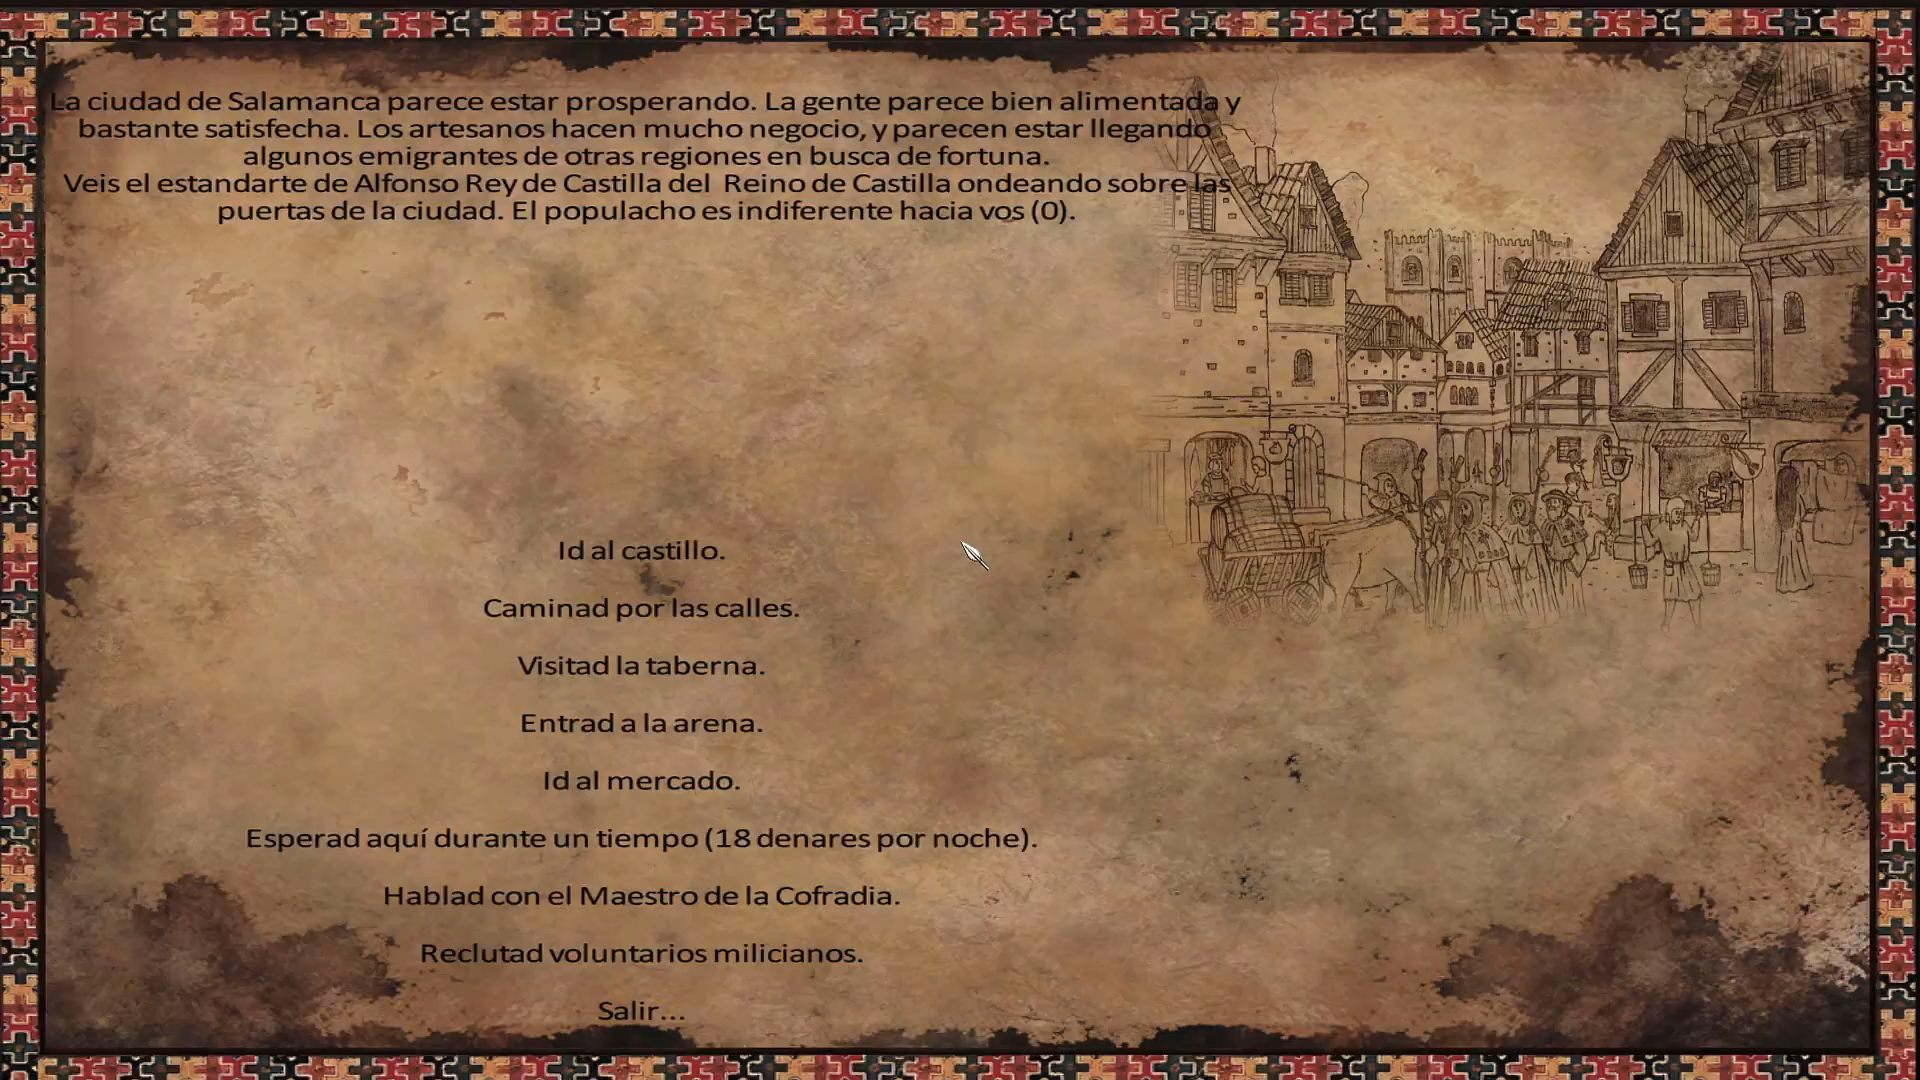 La ciudad de Salamanca parece estar prosperando. La gente parece bien alimentada y
bastante satisfecha. Los artesanos hacen mucho negocio, y parecen estar llegando
algunos emigrantes de otras regiones en busca de fortuna.
Veis el estandarte de Alfonso Rey de Castilla del Reino de Castilla ondeando sobre las
puertas de la ciudad. El populacho es indiferente hacia vos (0).
Id al castillo.
Caminad por las calles.
Visitad la taberna.
Entrad a la arena.
Id al mercado.
Esperad aquí durante un tiempo (18 denares por noche).
Hablad con el Maestro de la Cofradia.
Reclutad voluntarios milicianos.
Salir...